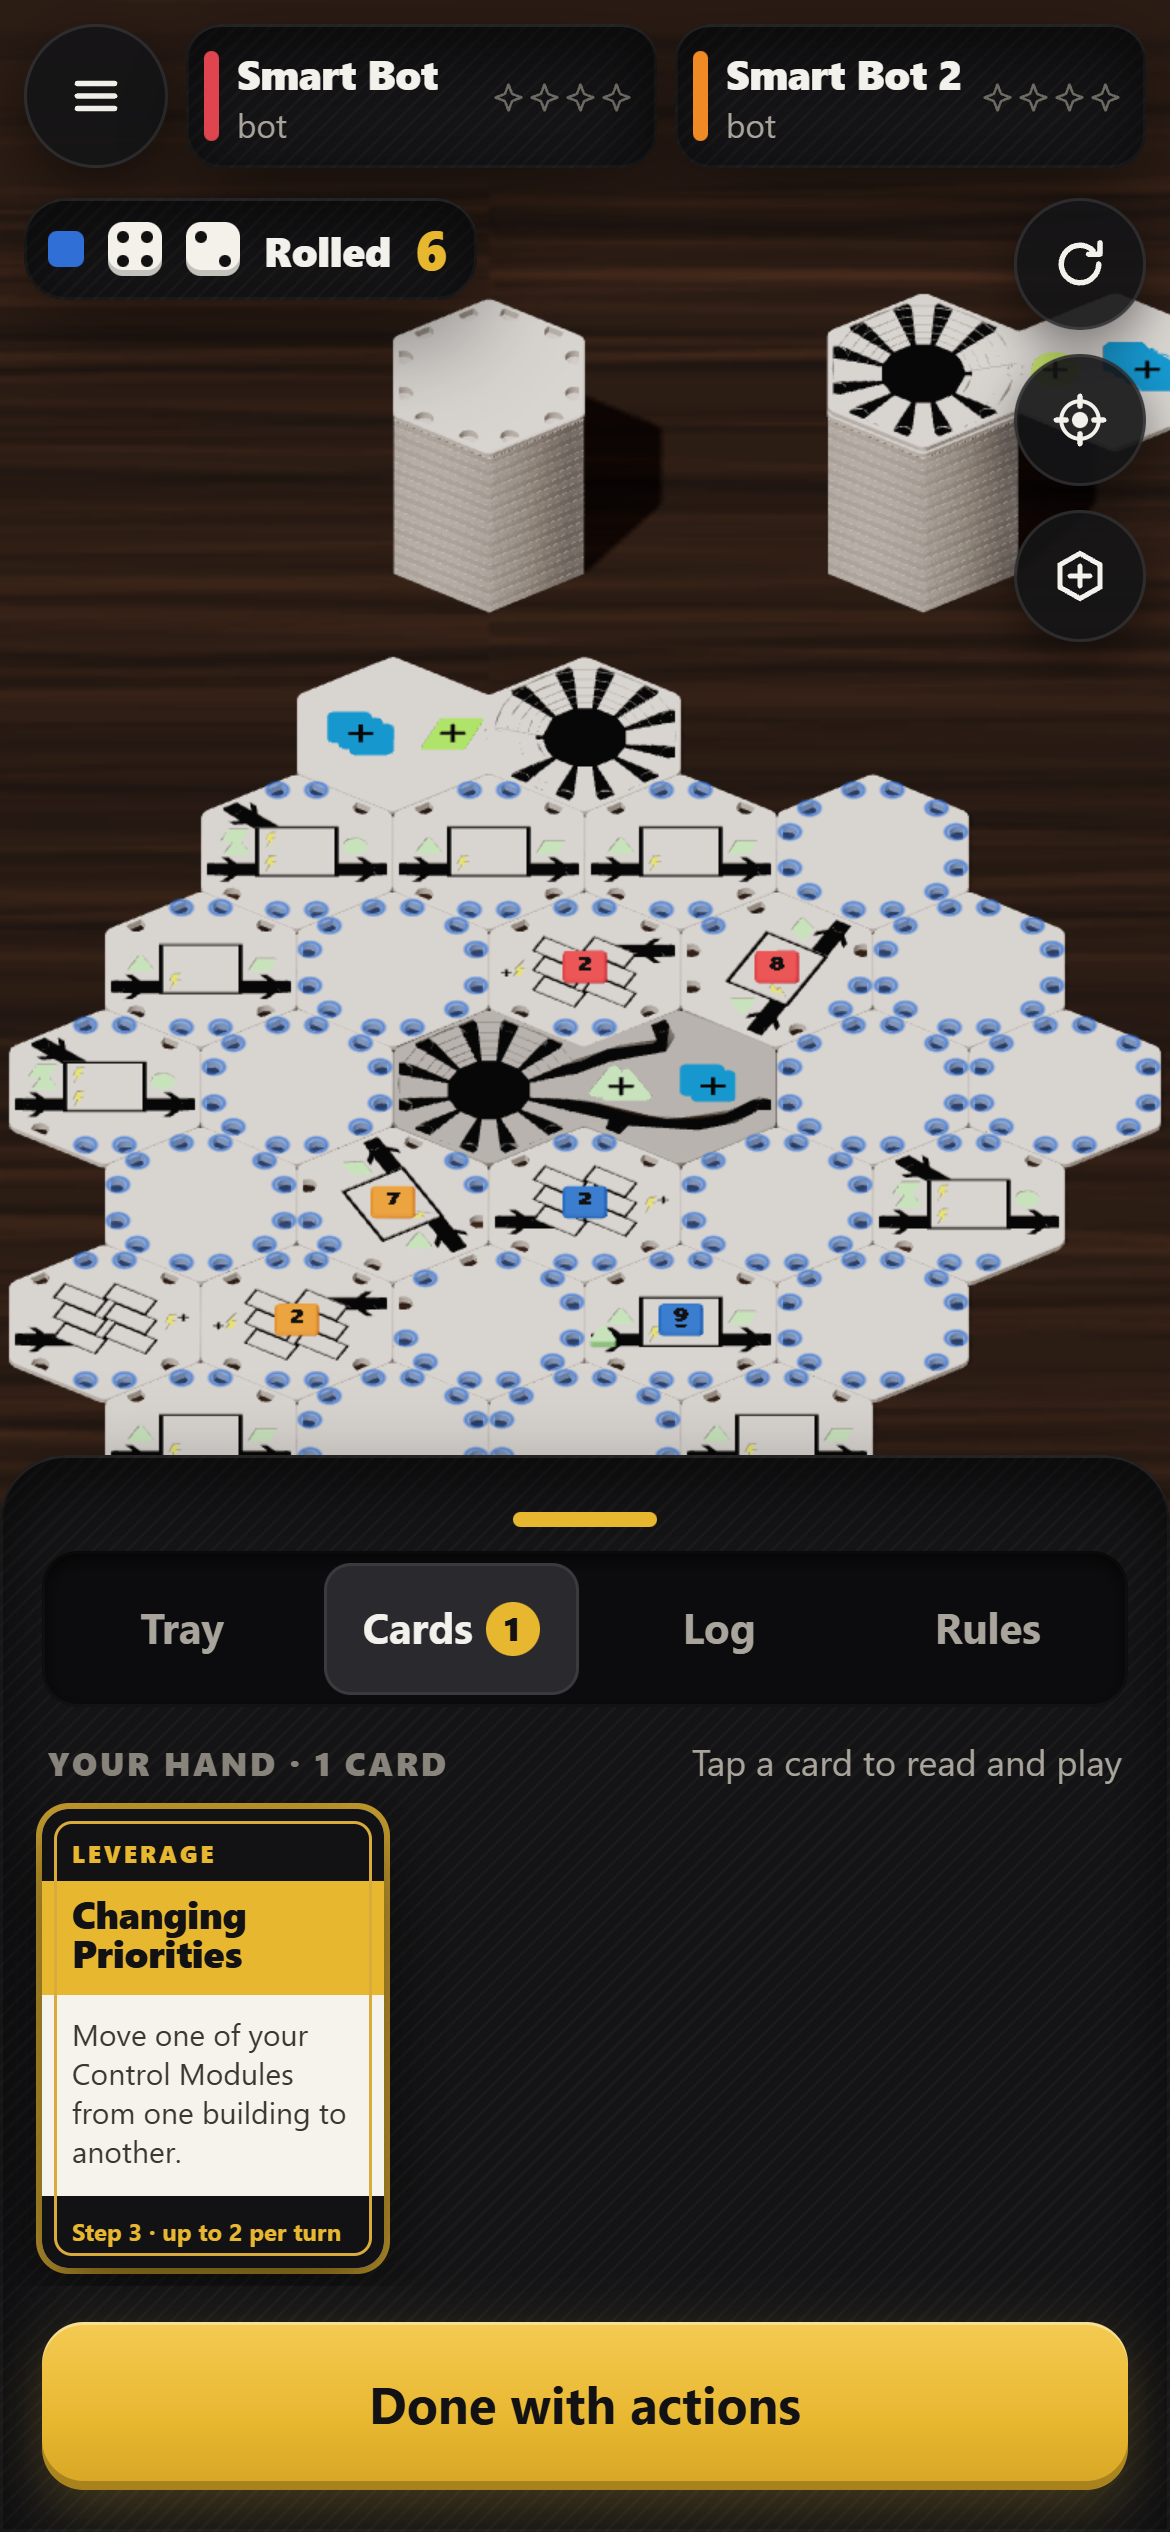 Smart Bot
bot
Smart Bot 2
bot
Rolled 6
2
8
7
2
2
9
Tray
Cards 1
Log
Rules
YOUR HAND · 1 CARD
Tap a card to read and play
LEVERAGE
Changing
Priorities
Move one of your
Control Modules
from one building to
another.
Step 3 · up to 2 per turn
Done with actions